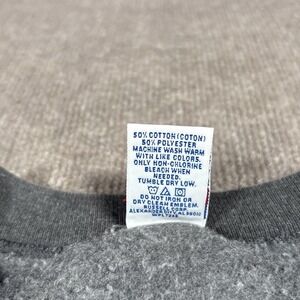 50% COTTON (COTON)
50% POLYESTER
MACHINE WASH WARM
WITH LIKE COLORS.
ONLY NON-CHLORINE
BLEACH WHEN
NEEDED.
TUMBLE DRY LOW.
DO NOT IRON OR
DRY CLEAN EMBLEM.
RUSSELL CORP.
ALEXANDER CITY, AL 35010